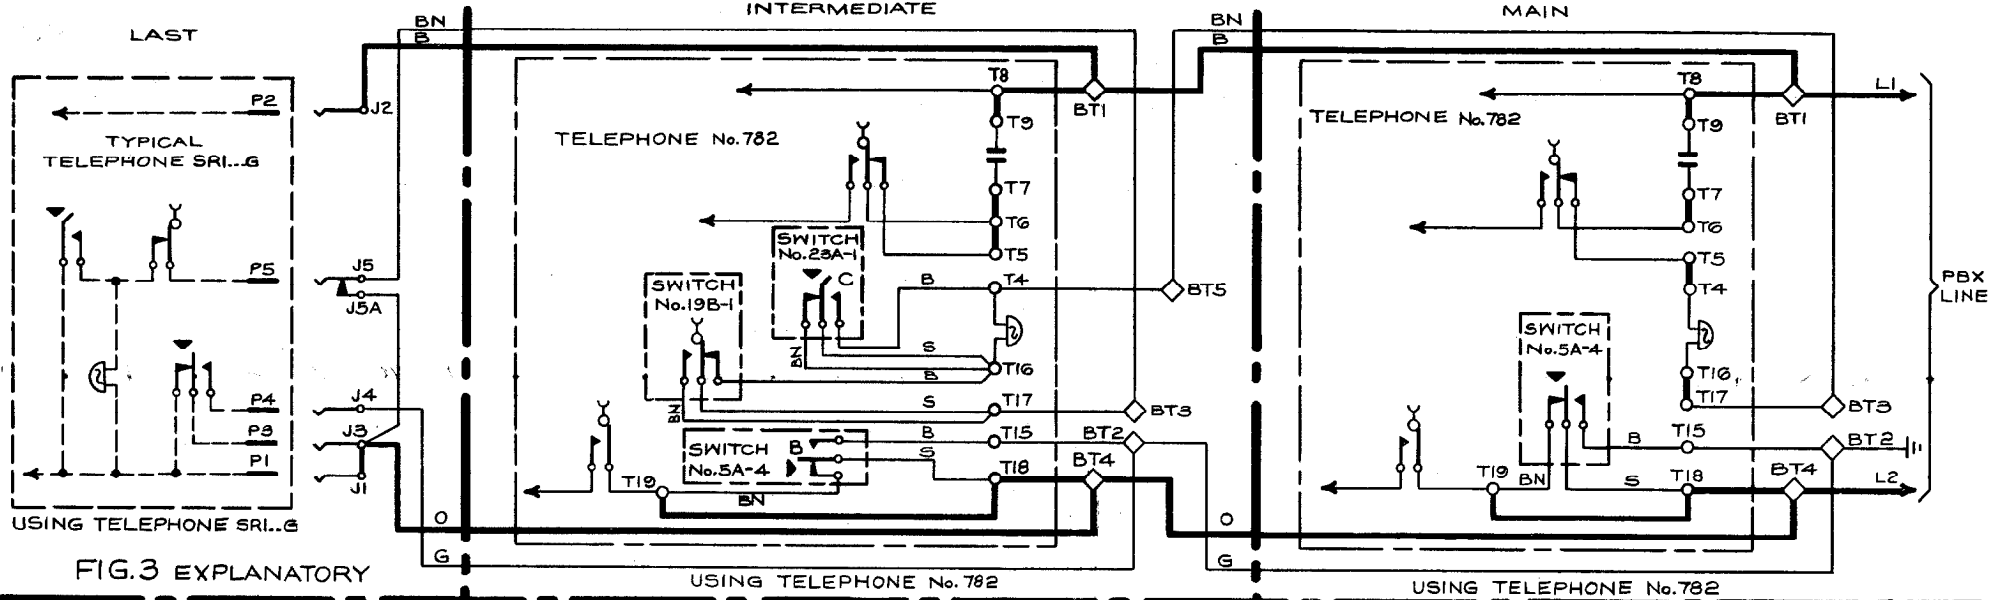 LAST
P2
TYPICAL
TELEPHONE SR1...G
P5
P4
P3
P1
USING TELEPHONE SR1..G
FIG.3 EXPLANATORY
J2
J5
J5A
J4
J3
J1
BN
B
O
G
INTERMEDIATE
TELEPHONE No.782
T8
BT1
T9
T7
T6
T5
SWITCH
No.23A-1
C
BN
SWITCH
No.19B-1
BN
B
T4
BT5
S
B
T16
S
T17
BT3
SWITCH
No.5A-4
B
B
T15
BT2
S
T18
BT4
T19
BN
USING TELEPHONE No.782
BN
B
O
G
MAIN
TELEPHONE No.782
T8
BT1
L1
T9
T7
T6
T5
T4
PBX
LINE
SWITCH
No.5A-4
T16
T17
BT3
B
T15
BT2
T19
BN
S
T18
BT4
L2
USING TELEPHONE No.782